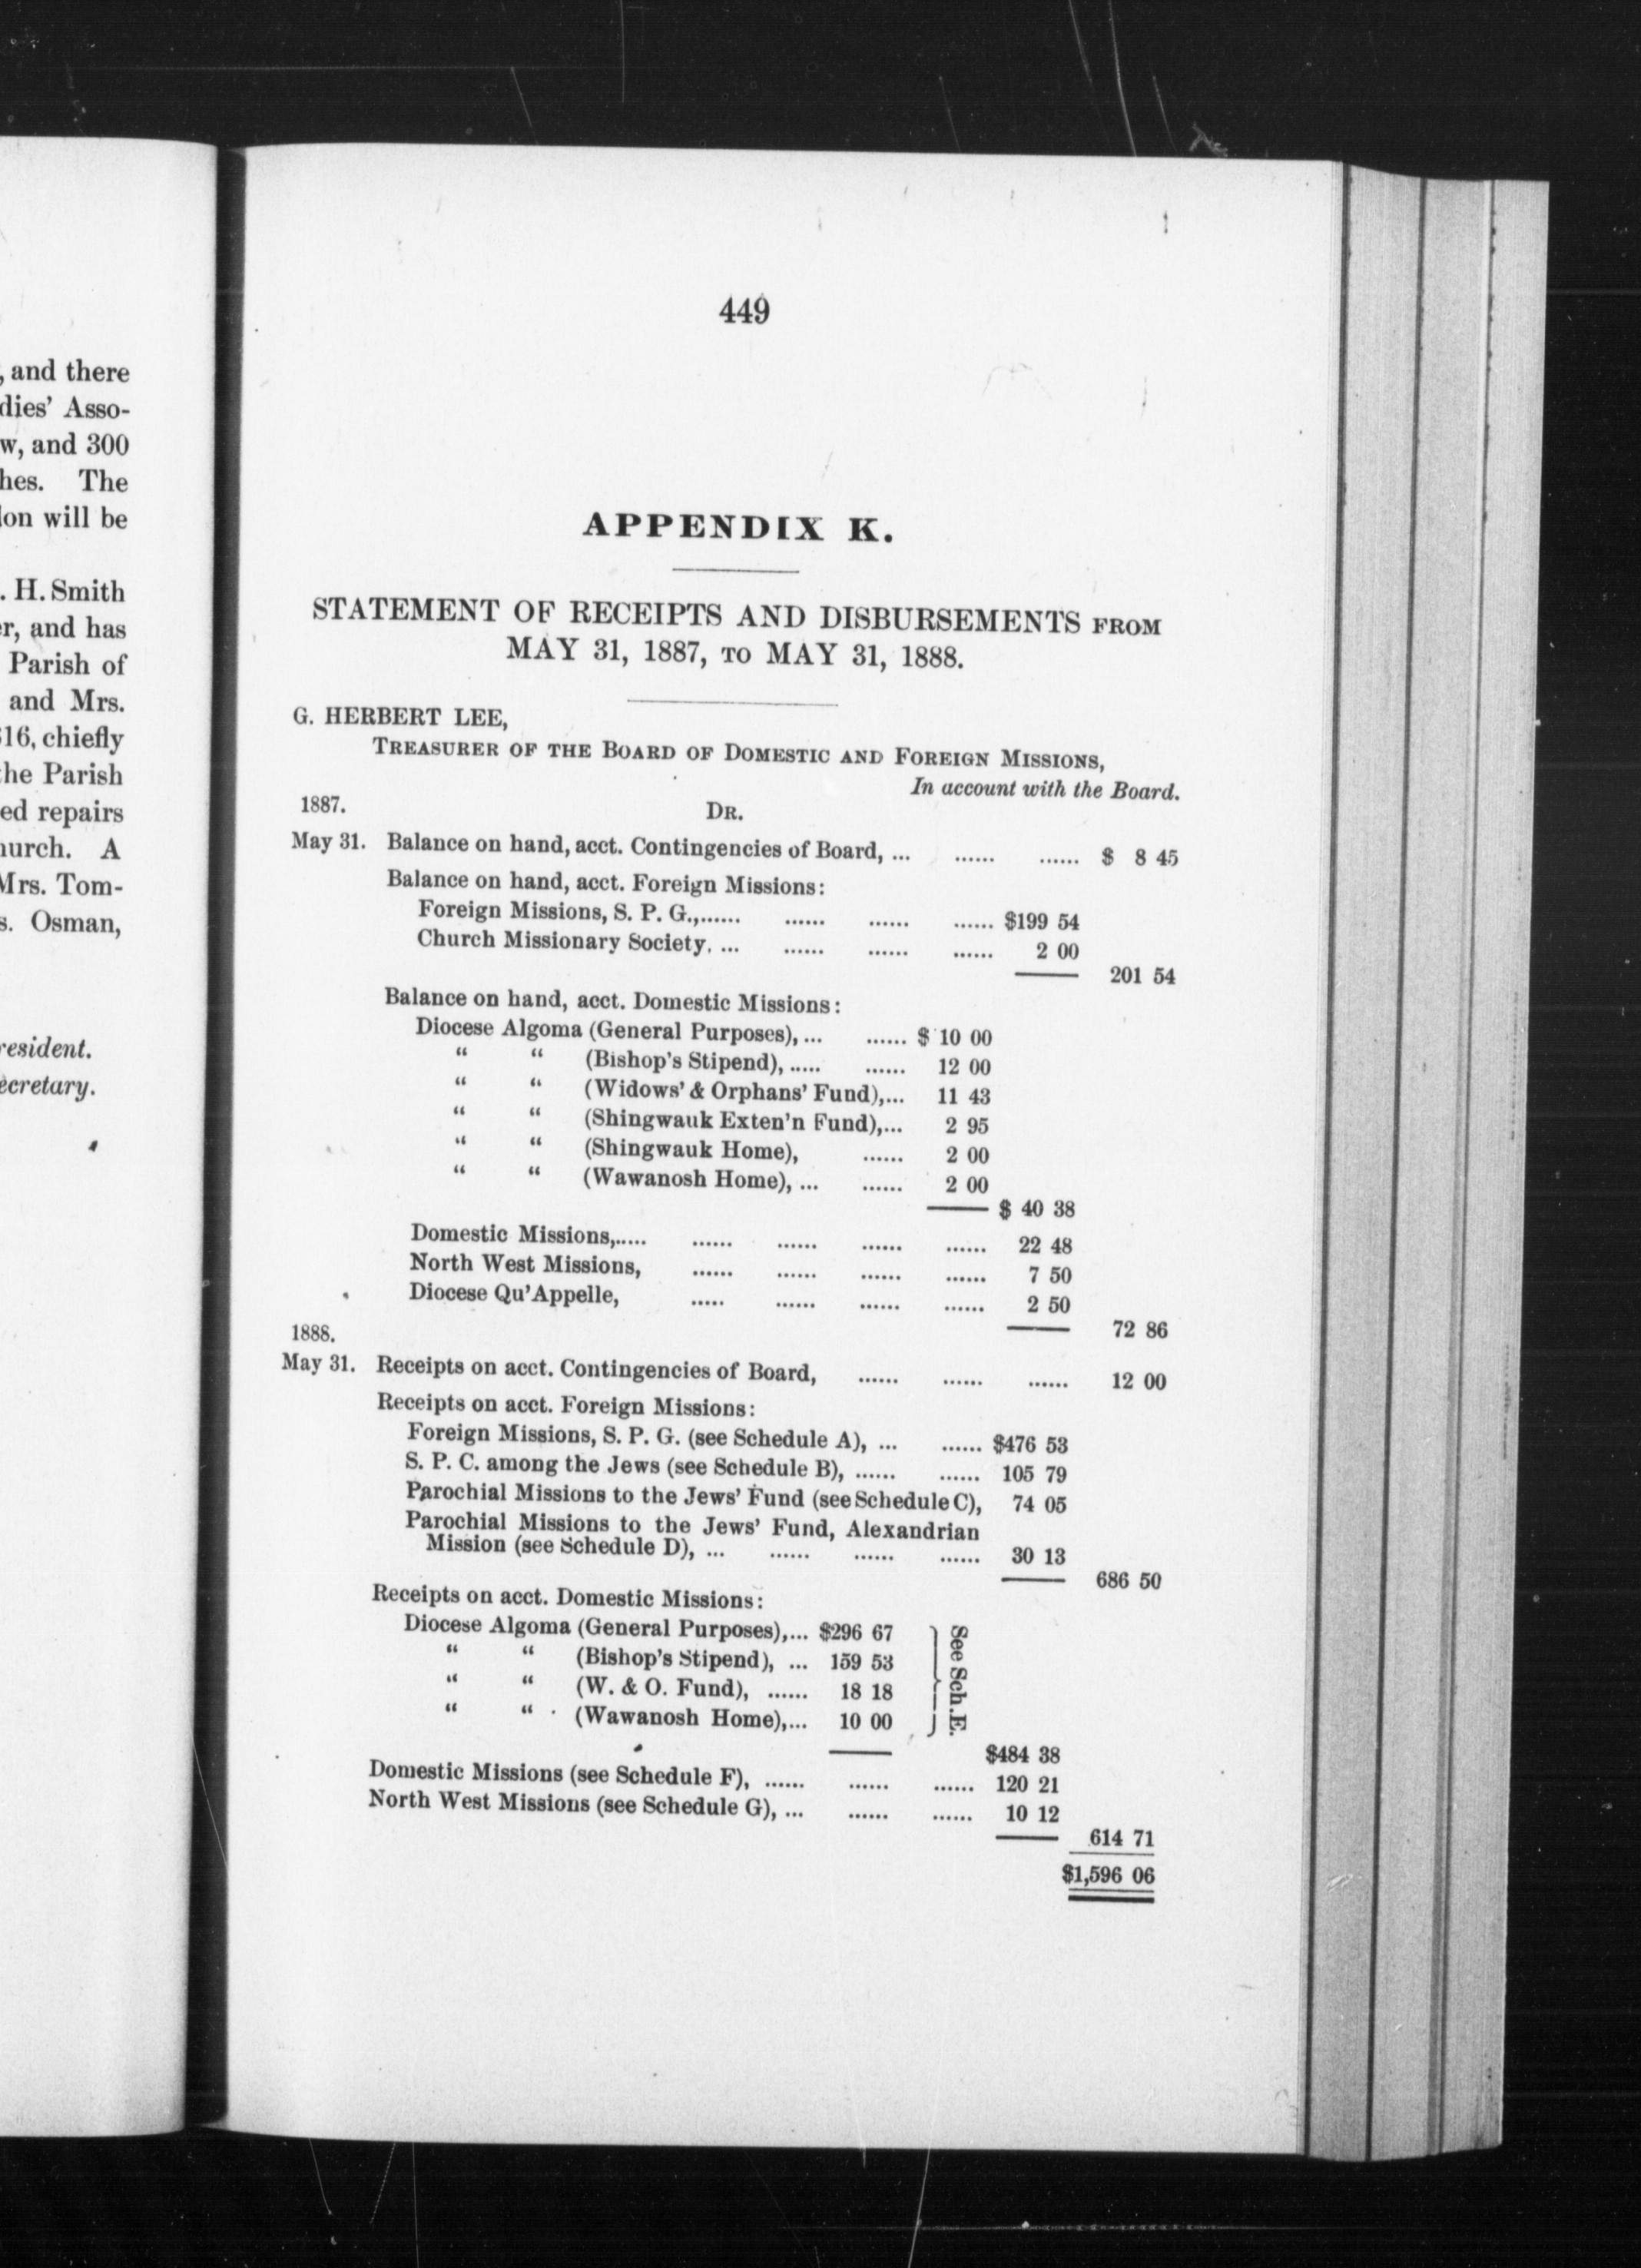 , and there
dies' Asso-
w, and 300
hes. The
don will be
. H. Smith
er, and has
Parish of
and Mrs.
316, chiefly
the Parish
ed repairs
hurch. A
Mrs. Tom-
s. Osman,
resident.
ecretary.
449
APPENDIX K.
STATEMENT OF RECEIPTS AND DISBURSEMENTS FROM
MAY 31, 1887, TO MAY 31, 1888.
G. HERBERT LEE,
TREASURER OF THE BOARD OF DOMESTIC AND FOREIGN MISSIONS,
In account with the Board.
1887. DR.
May 31. Balance on hand, acct. Contingencies of Board, ... ...... ...... $ 8 45
Balance on hand, acct. Foreign Missions:
Foreign Missions, S. P. G.,...... ...... ...... ...... $199 54
Church Missionary Society. ... ...... ...... ...... 2 00
201 54
Balance on hand, acct. Domestic Missions:
Diocese Algoma (General Purposes), ... ...... $ 10 00
" " (Bishop's Stipend), ..... ...... 12 00
" " (Widows' & Orphans' Fund),... 11 43
" " (Shingwauk Exten'n Fund),... 2 95
" " (Shingwauk Home), ...... 2 00
" " (Wawanosh Home), ... ...... 2 00
$ 40 38
Domestic Missions,..... ...... ...... ...... ...... 22 48
North West Missions, ...... ...... ...... ...... 7 50
Diocese Qu'Appelle, ..... ...... ...... ...... 2 50
72 86
1888.
May 31. Receipts on acct. Contingencies of Board, ...... ...... ...... 12 00
Receipts on acct. Foreign Missions:
Foreign Missions, S. P. G. (see Schedule A), ... ...... $476 53
S. P. C. among the Jews (see Schedule B), ...... ...... 105 79
Parochial Missions to the Jews' Fund (see Schedule C), 74 05
Parochial Missions to the Jews' Fund, Alexandrian
Mission (see Schedule D), ... ...... ...... ...... 30 13
686 50
Receipts on acct. Domestic Missions:
Diocese Algoma (General Purposes),... $296 67
" " (Bishop's Stipend), ... 159 53
" " (W. & O. Fund), ...... 18 18
" " (Wawanosh Home),... 10 00
See Sch. E.
$484 38
Domestic Missions (see Schedule F), ...... ...... ...... 120 21
North West Missions (see Schedule G), ... ...... ...... 10 12
614 71
$1,596 06